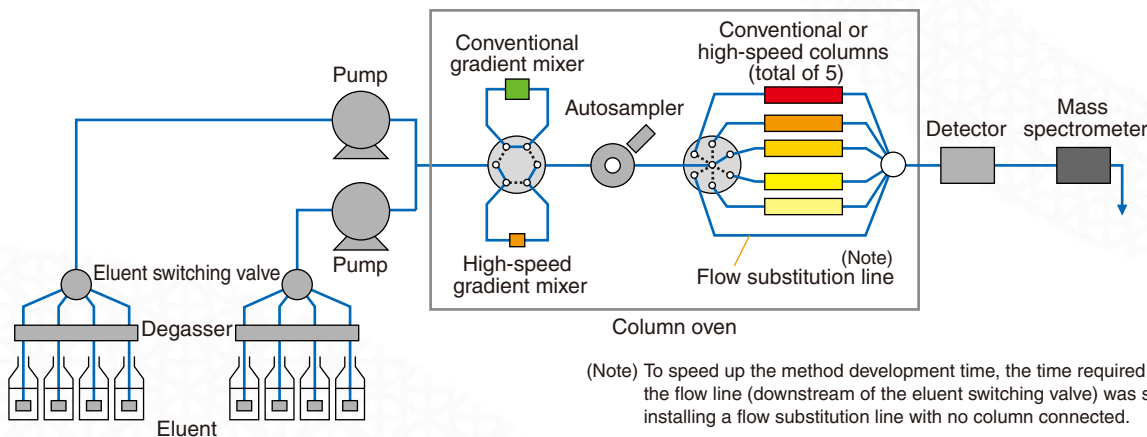 Conventional
gradient mixer
Conventional or
high-speed columns
(total of 5)
Pump
Autosampler
Detector
Mass
spectrometer
Pump
Eluent switching valve
High-speed
gradient mixer
(Note)
Flow substitution line
Degasser
Column oven
Eluent
(Note) To speed up the method development time, the time required
the flow line (downstream of the eluent switching valve) was
installing a flow substitution line with no column connected.